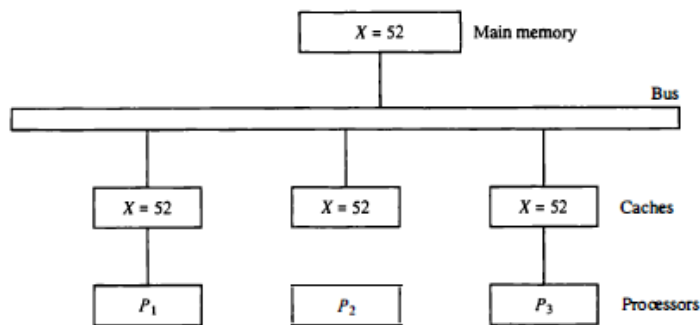 X = 52 Main memory
Bus
X = 52 X = 52 X = 52 Caches
P1 P2 P3 Processors